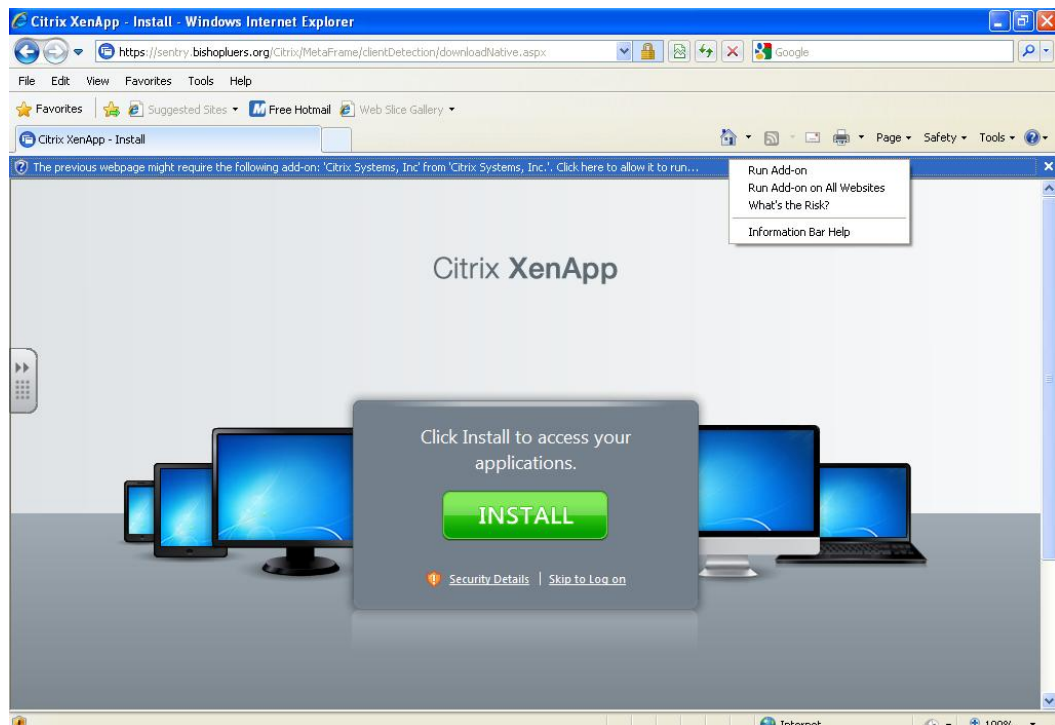 Citrix XenApp - Install - Windows Internet Explorer
https://sentry.bishopluers.org/Citrix/MetaFrame/clientDetection/downloadNative.aspx
Google
File Edit View Favorites Tools Help
Favorites Suggested Sites Free Hotmail Web Slice Gallery
Citrix XenApp - Install
Page Safety Tools
The previous webpage might require the following add-on: 'Citrix Systems, Inc' from 'Citrix Systems, Inc.'. Click here to allow it to run...
Run Add-on
Run Add-on on All Websites
What's the Risk?
Information Bar Help
Citrix XenApp
Click Install to access your
applications.
INSTALL
Security Details | Skip to Log on
Internet 100%